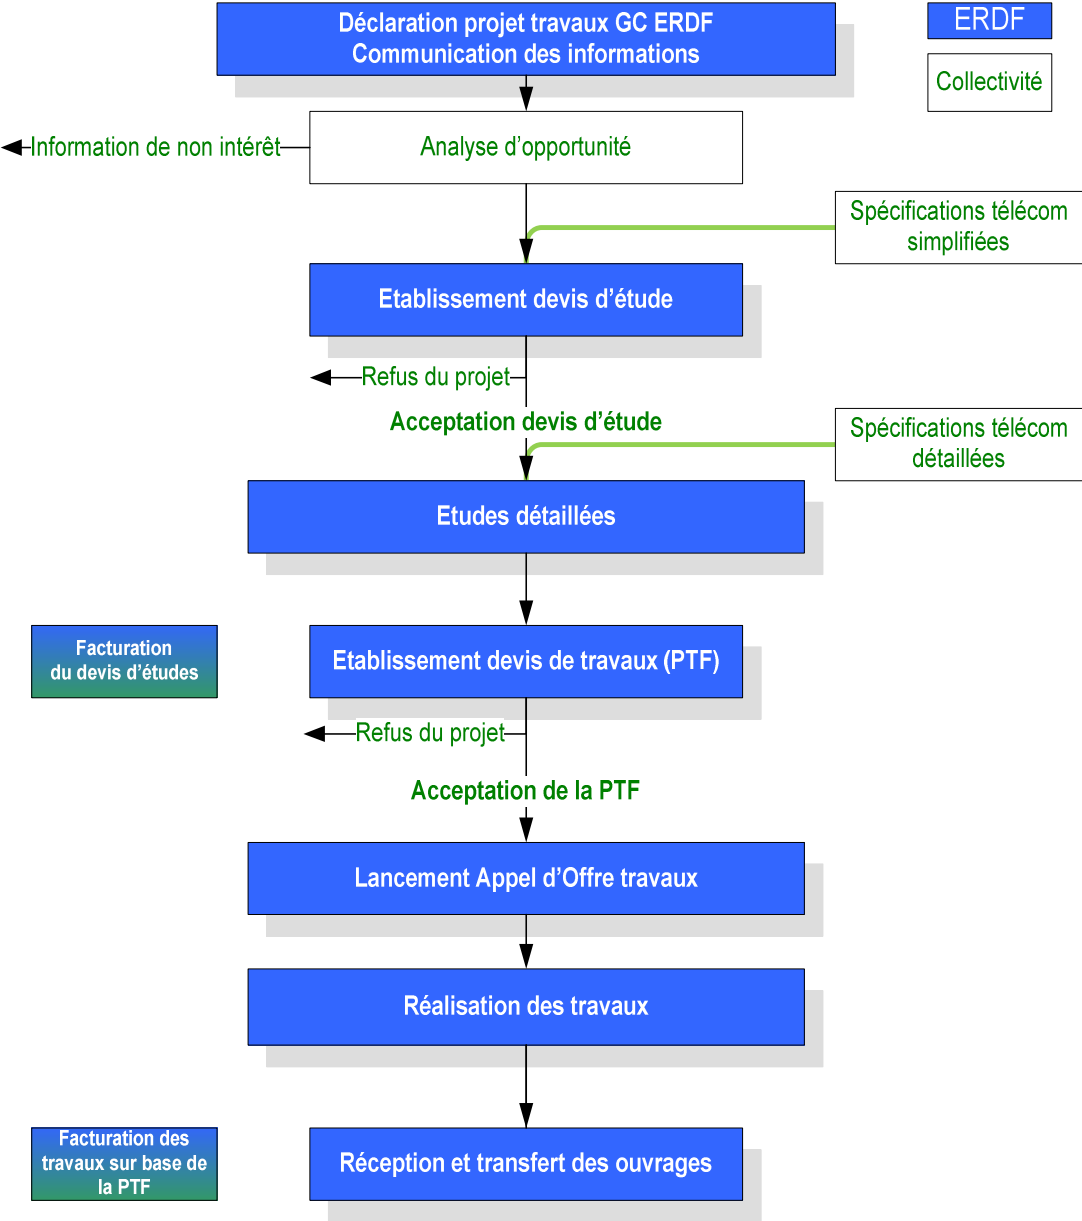 Déclaration projet travaux GC ERDF
Communication des informations
ERDF
Collectivité
Information de non intérêt
Analyse d’opportunité
Spécifications télécom
simplifiées
Etablissement devis d’étude
Refus du projet
Acceptation devis d’étude
Spécifications télécom
détaillées
Etudes détaillées
Facturation
du devis d’études
Etablissement devis de travaux (PTF)
Refus du projet
Acceptation de la PTF
Lancement Appel d’Offre travaux
Réalisation des travaux
Facturation des
travaux sur base de
la PTF
Réception et transfert des ouvrages